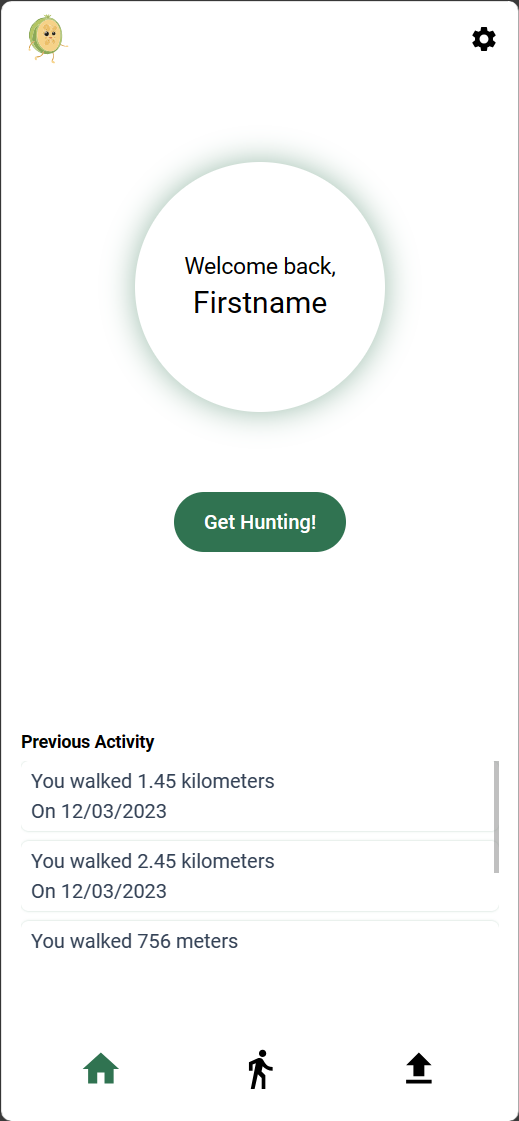 Welcome back,
Firstname
Get Hunting!
Previous Activity
You walked 1.45 kilometers
On 12/03/2023
You walked 2.45 kilometers
On 12/03/2023
You walked 756 meters